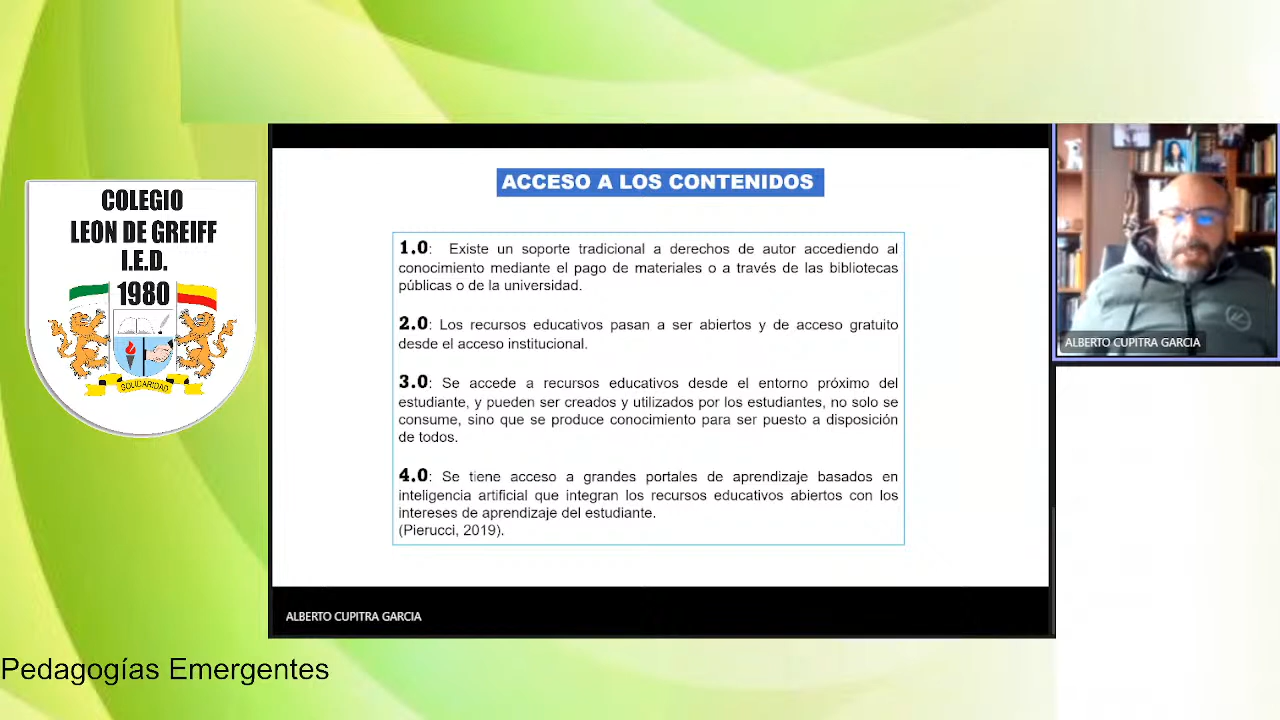 COLEGIO
LEON DE GREIFF
I.E.D.
1980
SOLIDARIDAD
ACCESO A LOS CONTENIDOS
1.0: Existe un soporte tradicional a derechos de autor accediendo al
conocimiento mediante el pago de materiales o a través de las bibliotecas
públicas o de la universidad.
2.0: Los recursos educativos pasan a ser abiertos y de acceso gratuito
desde el acceso institucional.
3.0: Se accede a recursos educativos desde el entorno próximo del
estudiante, y pueden ser creados y utilizados por los estudiantes, no solo se
consume, sino que se produce conocimiento para ser puesto a disposición
de todos.
4.0: Se tiene acceso a grandes portales de aprendizaje basados en
inteligencia artificial que integran los recursos educativos abiertos con los
intereses de aprendizaje del estudiante.
(Pierucci, 2019).
ALBERTO CUPITRA GARCIA
ALBERTO CUPITRA GARCIA
Pedagogías Emergentes